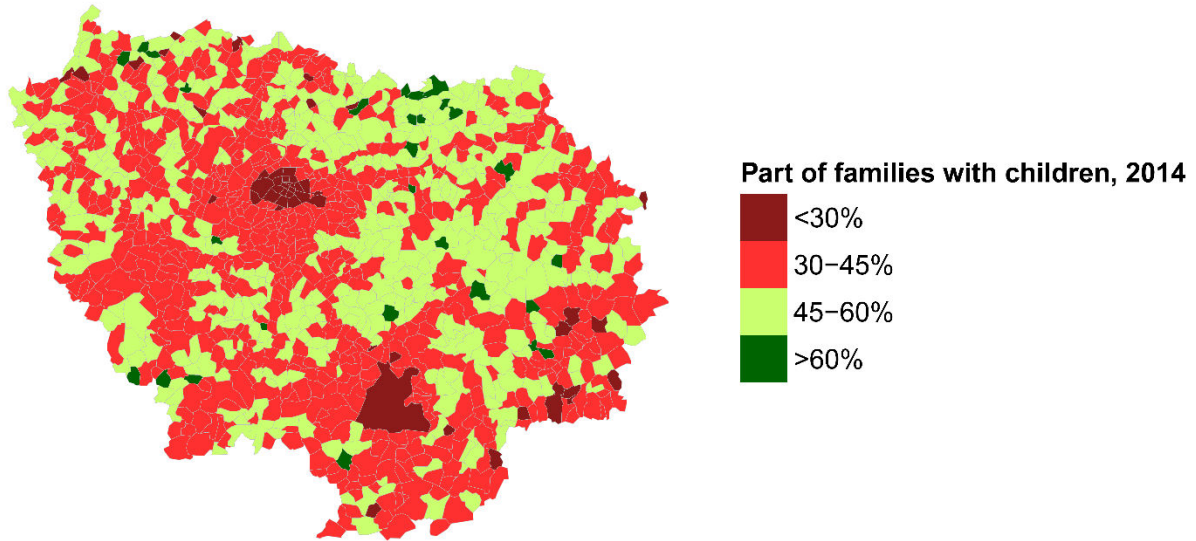 Part of families with children, 2014
<30%
30−45%
45−60%
>60%